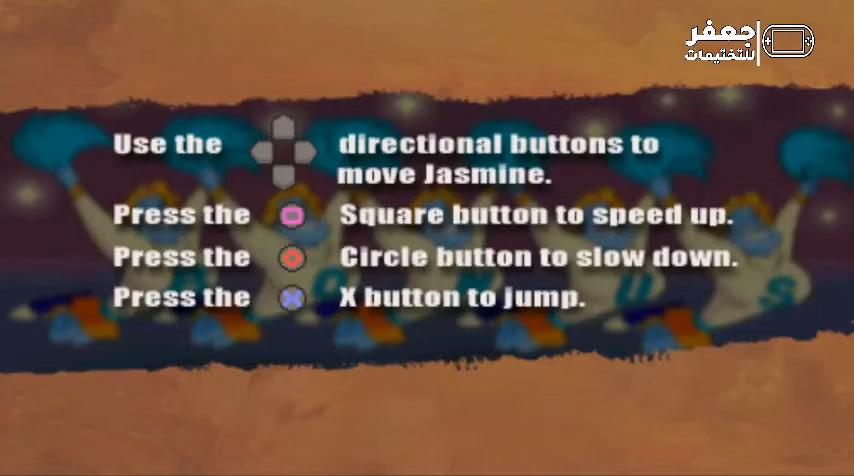 جعفر
للتختيمات
Use the directional buttons to
move Jasmine.
Press the Square button to speed up.
Press the Circle button to slow down.
Press the X button to jump.
U S